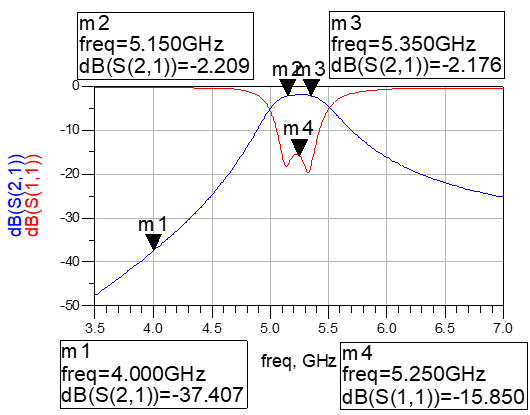 m2
freq=5.150GHz
dB(S(2,1))=-2.209
m3
freq=5.350GHz
dB(S(2,1))=-2.176
m2 m3
m4
m1
dB(S(2,1))
dB(S(1,1))
0
-10
-20
-30
-40
-50
3.5 4.0 4.5 5.0 5.5 6.0 6.5 7.0
freq, GHz
m1
freq=4.000GHz
dB(S(2,1))=-37.407
m4
freq=5.250GHz
dB(S(1,1))=-15.850